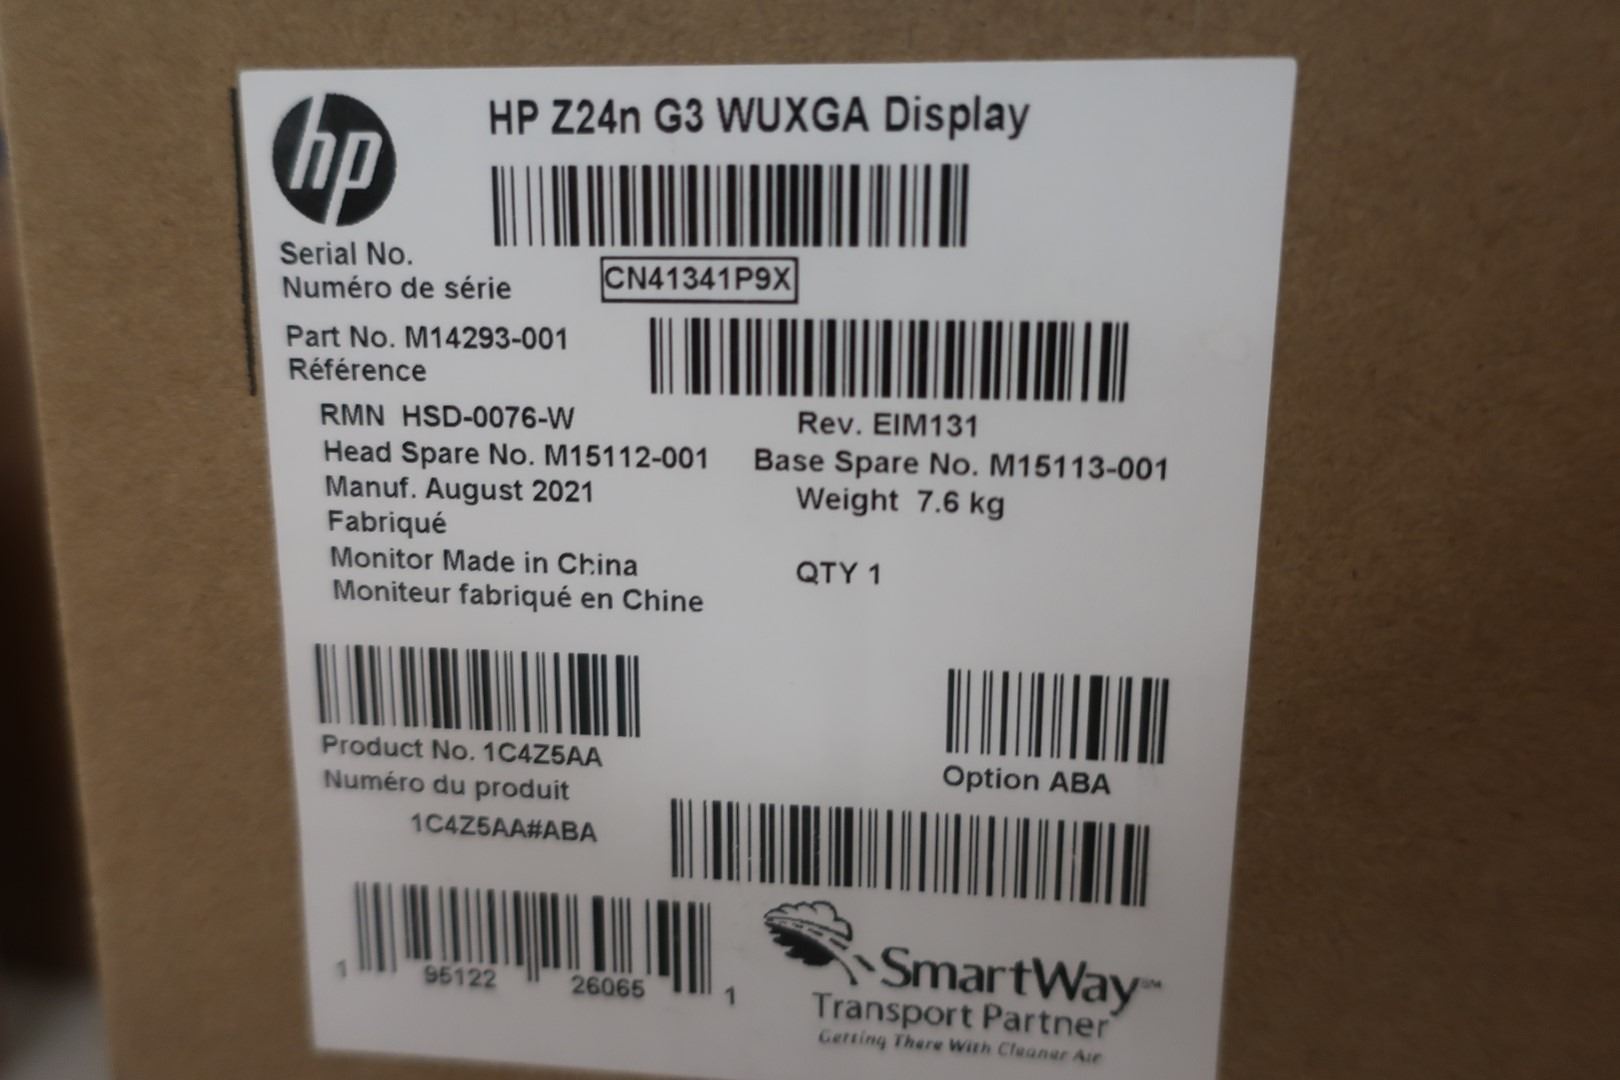 hp
HP Z24n G3 WUXGA Display
Serial No.
Numéro de série
CN41341P9X
Part No. M14293-001
Référence
RMN HSD-0076-W
Rev. EIM131
Head Spare No. M15112-001
Base Spare No. M15113-001
Manuf. August 2021
Weight 7.6 kg
Fabriqué
Monitor Made in China
QTY 1
Moniteur fabriqué en Chine
Product No. 1C4Z5AA
Option ABA
Numéro du produit
1C4Z5AA#ABA
1 95122 26065 1
SmartWay℠
Transport Partner
Getting There With Cleaner Air